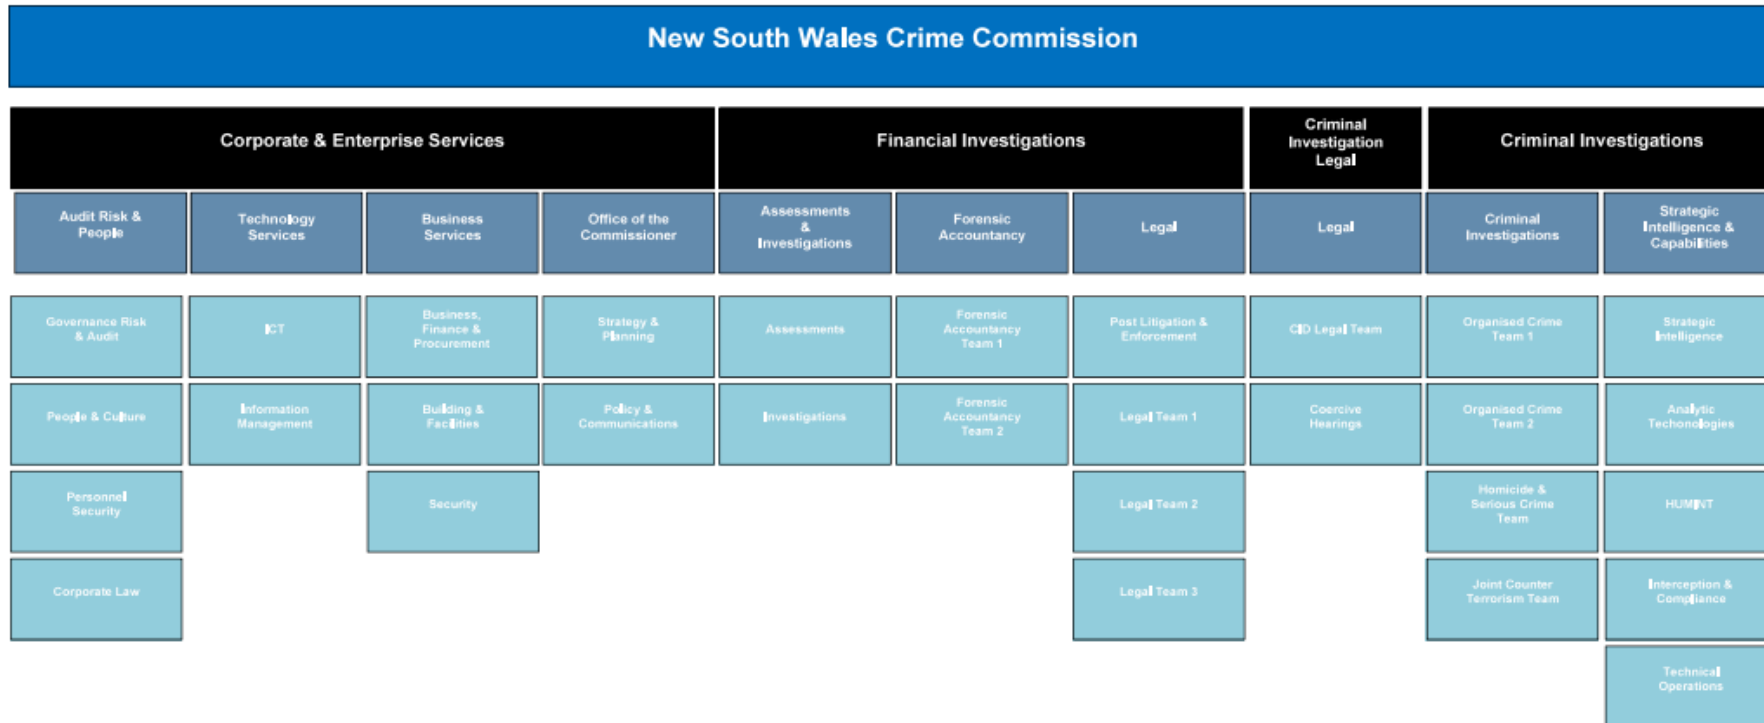 New South Wales Crime Commission
Corporate & Enterprise Services
Financial Investigations
Criminal
Investigation
Legal
Criminal Investigations
Audit Risk &
People
Technology
Services
Business
Services
Office of the
Commissioner
Assessments
&
Investigations
Forensic
Accountancy
Legal
Legal
Criminal
Investigations
Strategic
Intelligence &
Capabilities
Governance Risk
& Audit
ICT
Business,
Finance &
Procurement
Strategy &
Planning
Assessments
Forensic
Accountancy
Team 1
Post Litigation &
Enforcement
CID Legal Team
Organised Crime
Team 1
Strategic
Intelligence
People & Culture
Information
Management
Building &
Facilities
Policy &
Communications
Investigations
Forensic
Accountancy
Team 2
Legal Team 1
Coercive
Hearings
Organised Crime
Team 2
Analytic
Techonologies
Personnel
Security
Security
Legal Team 2
Homicide &
Serious Crime
Team
HUMINT
Corporate Law
Legal Team 3
Joint Counter
Terrorism Team
Interception &
Compliance
Technical
Operations